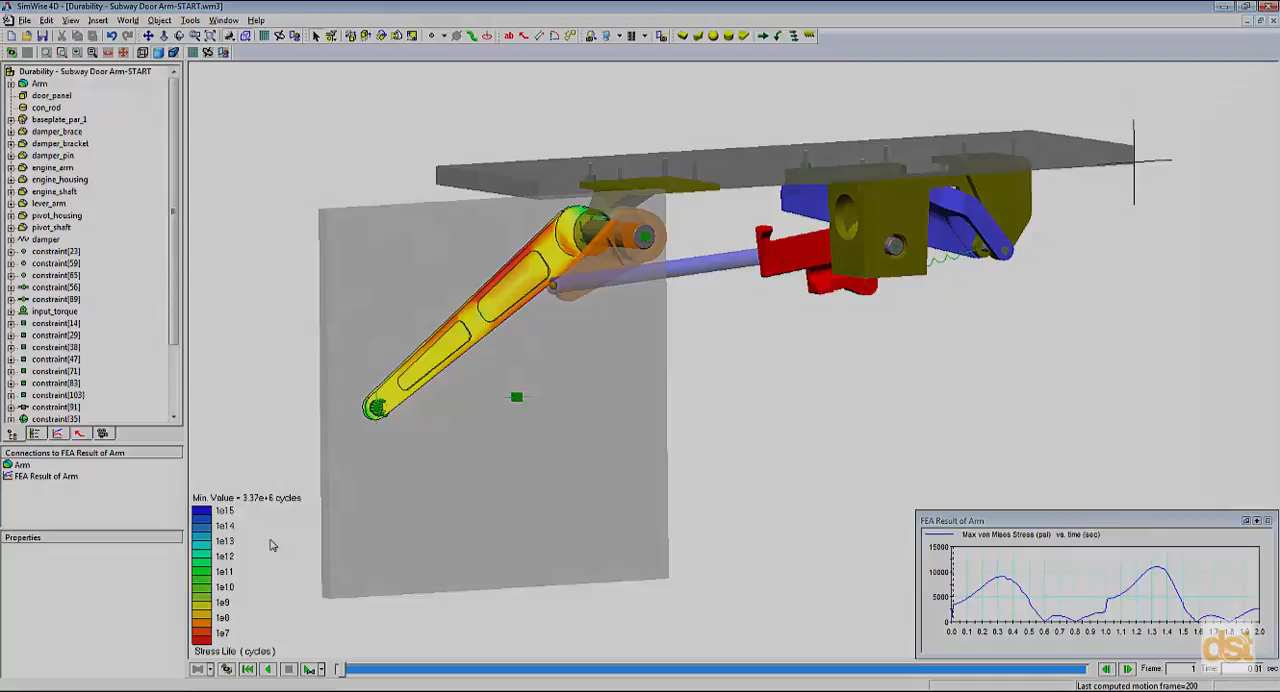 SimWise 4D - [Durability - Subway Door Arm-START.wm3]
File Edit View Insert World Object Tools Window Help
Durability - Subway Door Arm-START
Arm
door_panel
con_rod
baseplate_par_1
damper_brace
damper_bracket
damper_pin
engine_arm
engine_housing
engine_shaft
lever_arm
pivot_housing
pivot_shaft
damper
constraint[23]
constraint[59]
constraint[65]
constraint[56]
constraint[89]
input_torque
constraint[14]
constraint[29]
constraint[38]
constraint[47]
constraint[71]
constraint[83]
constraint[103]
constraint[91]
constraint[35]
Connections to FEA Result of Arm
Arm
FEA Result of Arm
Properties
Min. Value = 3.37e+6 cycles
1e15
1e14
1e13
1e12
1e11
1e10
1e9
1e8
1e7
Stress Life (cycles)
FEA Result of Arm
Max von Mises Stress (psi) vs. time (sec)
15000
10000
5000
0
0.0 0.1 0.2 0.3 0.4 0.5 0.6 0.7 0.8 0.9 1.0 1.1 1.2 1.3 1.4 1.5 1.6 1.7 1.8 1.9 2.0
dst
Frame: 1 Time: 0.01 sec
Last computed motion frame=200